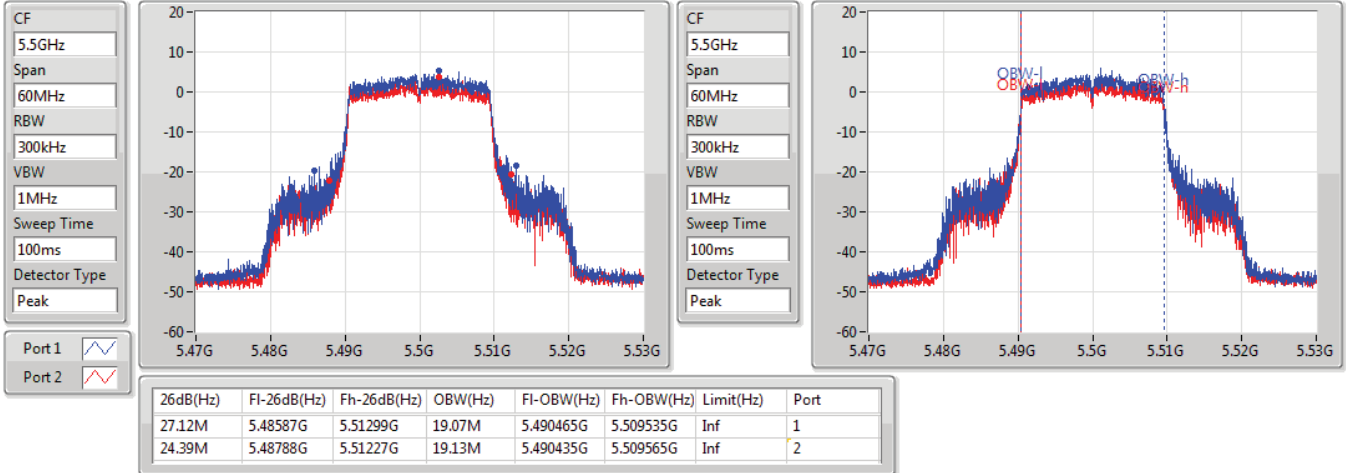 CF
5.5GHz
Span
60MHz
RBW
300kHz
VBW
1MHz
Sweep Time
100ms
Detector Type
Peak
Port 1
Port 2
20
10
0
-10
-20
-30
-40
-50
-60
5.47G 5.48G 5.49G 5.5G 5.51G 5.52G 5.53G
CF
5.5GHz
Span
60MHz
RBW
300kHz
VBW
1MHz
Sweep Time
100ms
Detector Type
Peak
20
10
0
-10
-20
-30
-40
-50
-60
OBW-l OBW-h
OBW- OBW-h
5.47G 5.48G 5.49G 5.5G 5.51G 5.52G 5.53G
26dB(Hz) Fl-26dB(Hz) Fh-26dB(Hz) OBW(Hz) Fl-OBW(Hz) Fh-OBW(Hz) Limit(Hz) Port
27.12M 5.48587G 5.51299G 19.07M 5.490465G 5.509535G Inf 1
24.39M 5.48788G 5.51227G 19.13M 5.490435G 5.509565G Inf 2